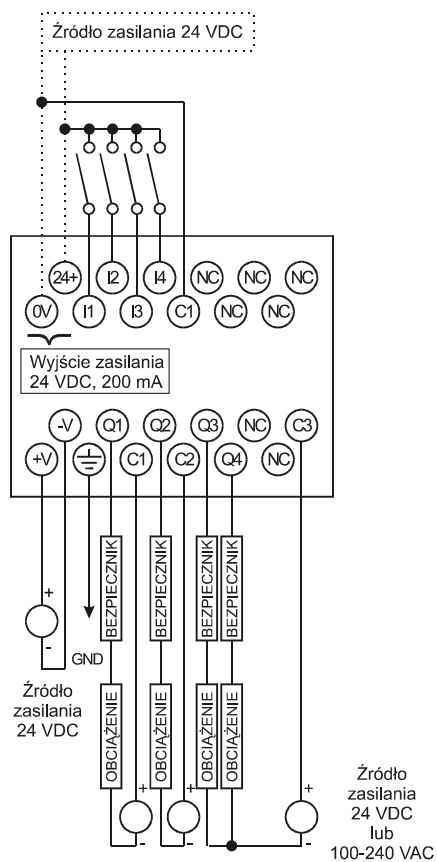 Źródło zasilania 24 VDC
24+ I2 I4 NC NC NC
0V I1 I3 C1 NC NC
Wyjście zasilania
24 VDC, 200 mA
-V Q1 Q2 Q3 NC C3
+V C1 C2 Q4 NC
BEZPIECZNIK BEZPIECZNIK BEZPIECZNIK BEZPIECZNIK
+
-
GND
Źródło
zasilania
24 VDC
OBCIĄŻENIE OBCIĄŻENIE OBCIĄŻENIE OBCIĄŻENIE
+ + +
- - -
Źródło
zasilania
24 VDC
lub
100-240 VAC